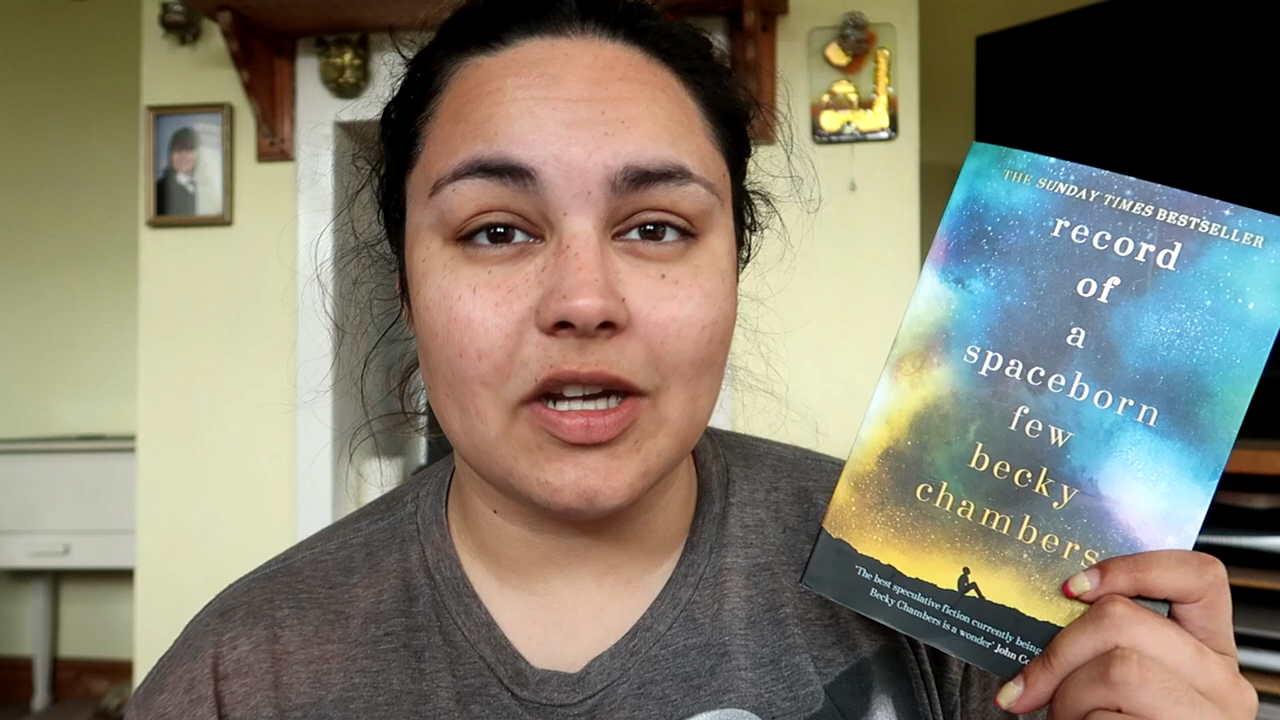 THE SUNDAY TIMES BESTSELLER
record
of
a
spaceborn
few
becky
chambers
'The best speculative fiction currently being
Becky Chambers is a wonder' John